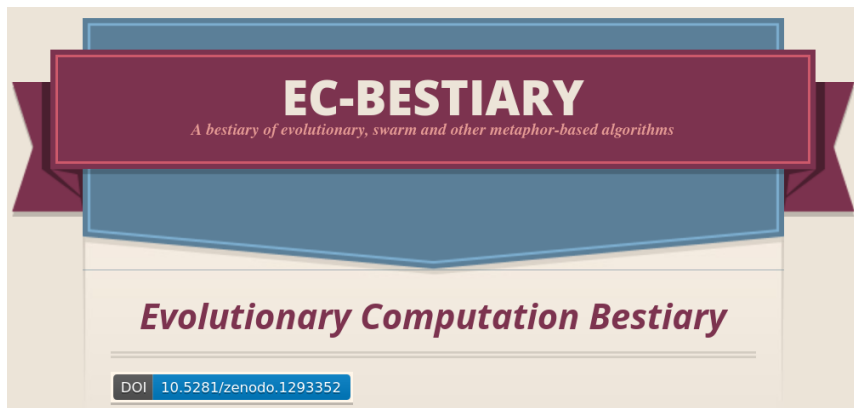 EC-BESTIARY
A bestiary of evolutionary, swarm and other metaphor-based algorithms
Evolutionary Computation Bestiary
DOI 10.5281/zenodo.1293352